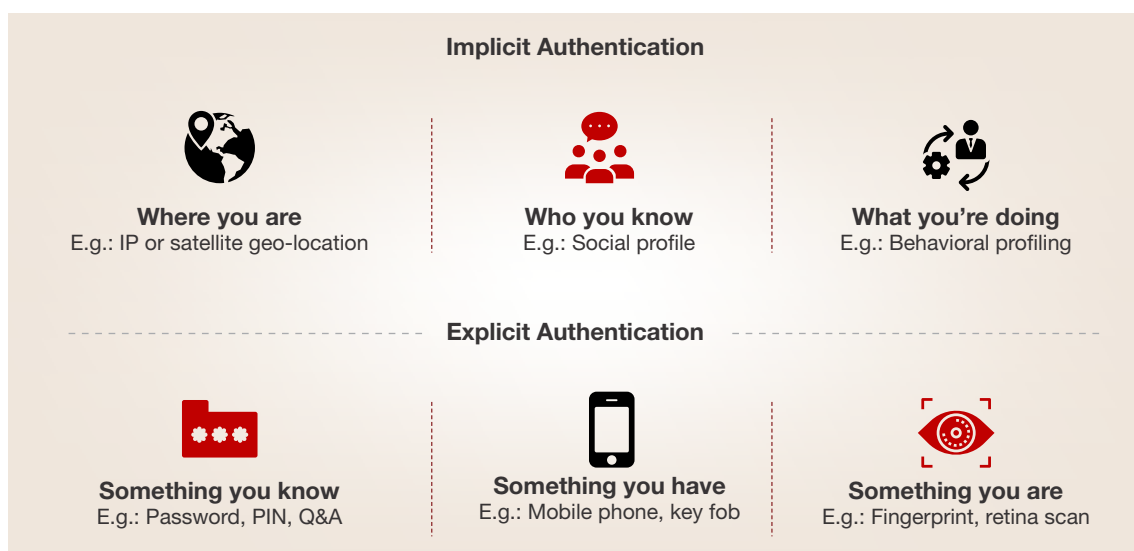 Implicit Authentication
Where you are
E.g.: IP or satellite geo-location
Who you know
E.g.: Social profile
What you’re doing
E.g.: Behavioral profiling
Explicit Authentication
Something you know
E.g.: Password, PIN, Q&A
Something you have
E.g.: Mobile phone, key fob
Something you are
E.g.: Fingerprint, retina scan